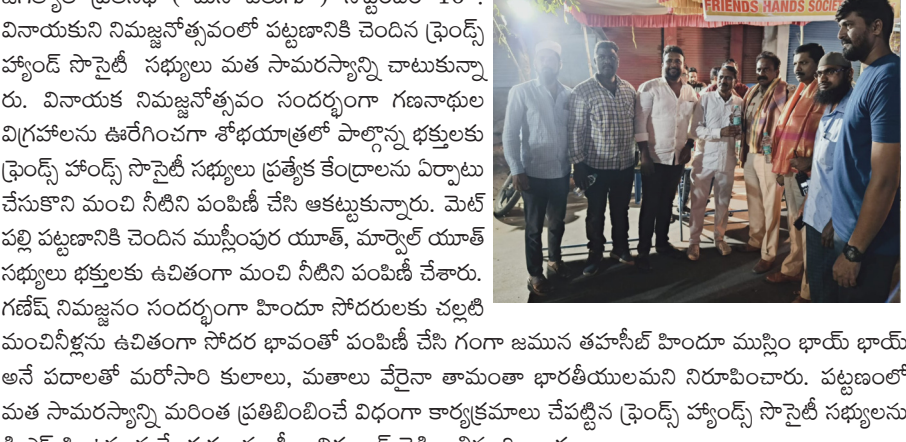 FRIENDS HANDS SOCIE
వినాయకుని నిమజ్జనోత్సవంలో పట్టణానికి చెందిన ఫ్రెండ్స్
హ్యాండ్ సొసైటీ సభ్యులు మత సామరస్యాన్ని చాటుకున్నా
రు. వినాయక నిమజ్జనోత్సవం సందర్భంగా గణనాథుల
విగ్రహాలను ఊరేగించగా శోభయాత్రలో పాల్గొన్న భక్తులకు
ఫ్రెండ్స్ హాండ్స్ సొసైటీ సభ్యులు ప్రత్యేక కేంద్రాలను ఏర్పాటు
చేసుకొని మంచి నీటిని పంపిణీ చేసి ఆకట్టుకున్నారు. మెట్
పల్లి పట్టణానికి చెందిన ముస్లీంపుర యూత్, మార్వెల్ యూత్
సభ్యులు భక్తులకు ఉచితంగా మంచి నీటిని పంపిణీ చేశారు.
గణేష్ నిమజ్జనం సందర్భంగా హిందూ సోదరులకు చల్లటి
మంచినీళ్లను ఉచితంగా సోదర భావంతో పంపిణీ చేసి గంగా జమున తహసీబ్ హిందూ ముస్లిం భాయ్ భాయ్
అనే పదాలతో మరోసారి కులాలు, మతాలు వేరైనా తామంతా భారతీయులమని నిరూపించారు. పట్టణంలో
మత సామరస్యాన్ని మరింత ప్రతిబింబించే విధంగా కార్యక్రమాలు చేపట్టిన ఫ్రెండ్స్ హ్యాండ్స్ సొసైటీ సభ్యులను